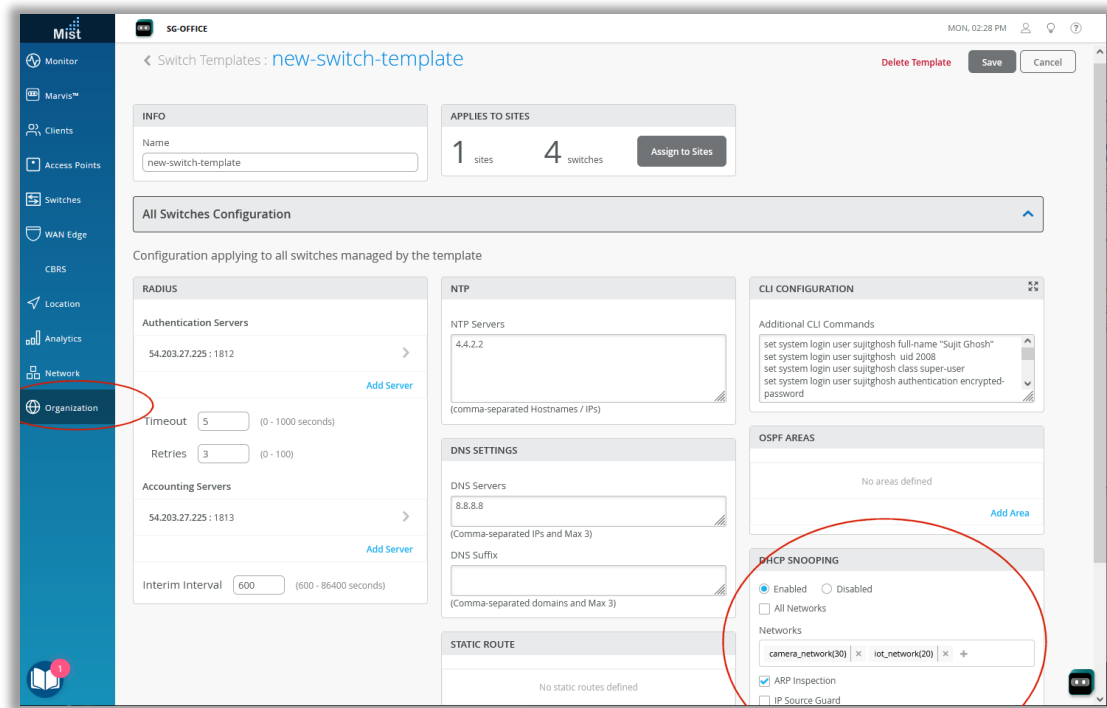 Mist
SG-OFFICE
MON, 02:28 PM
Monitor
Marvis™
Clients
Access Points
Switches
WAN Edge
CBRS
Location
Analytics
Network
Organization
1
Switch Templates : new-switch-template
Delete Template
Save
Cancel
INFO
Name
new-switch-template
APPLIES TO SITES
1 sites 4 switches
Assign to Sites
All Switches Configuration
Configuration applying to all switches managed by the template
RADIUS
Authentication Servers
54.203.27.225 : 1812
Add Server
Timeout 5 (0 - 1000 seconds)
Retries 3 (0 - 100)
Accounting Servers
54.203.27.225 : 1813
Add Server
Interim Interval 600 (600 - 86400 seconds)
NTP
NTP Servers
4.4.2.2
(comma-separated Hostnames / IPs)
DNS SETTINGS
DNS Servers
8.8.8.8
(Comma-separated IPs and Max 3)
DNS Suffix
(Comma-separated domains and Max 3)
STATIC ROUTE
No static routes defined
CLI CONFIGURATION
Additional CLI Commands
set system login user sujitghosh full-name "Sujit Ghosh"
set system login user sujitghosh uid 2008
set system login user sujitghosh class super-user
set system login user sujitghosh authentication encrypted-
password
OSPF AREAS
No areas defined
Add Area
DHCP SNOOPING
Enabled Disabled
All Networks
Networks
camera_network(30) × iot_network(20) × +
ARP Inspection
IP Source Guard